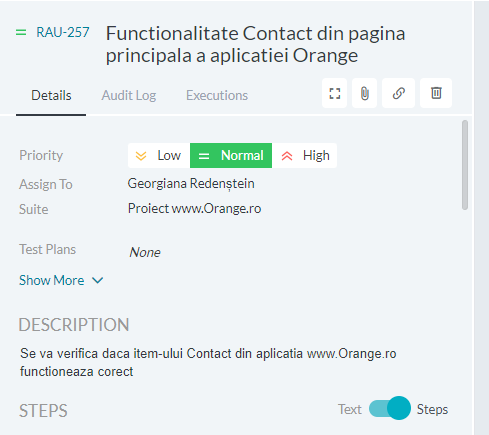 RAU-257 Functionalitate Contact din pagina
principala a aplicatiei Orange
Details Audit Log Executions
Priority Low Normal High
Assign To Georgiana Redenștein
Suite Proiect www.Orange.ro
Test Plans None
Show More
DESCRIPTION
Se va verifica daca item-ului Contact din aplicatia www.Orange.ro
functioneaza corect
STEPS Text Steps